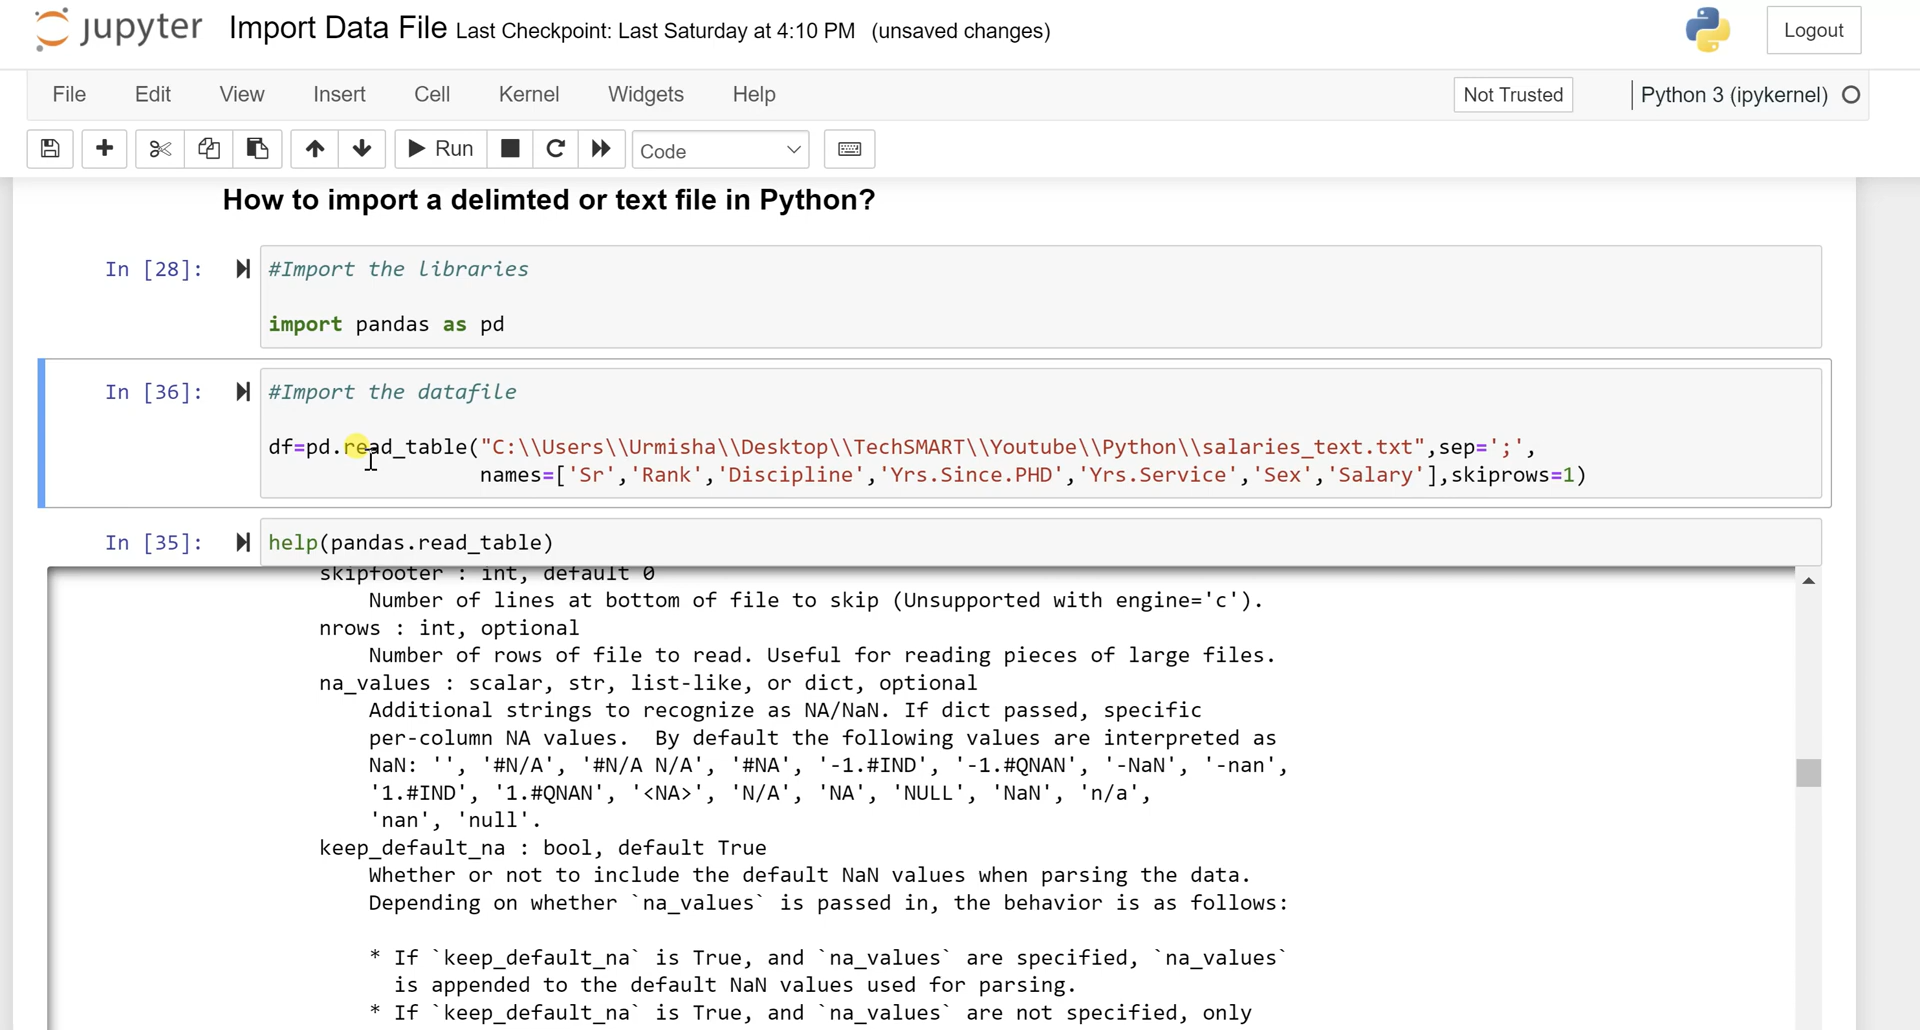 jupyter Import Data File Last Checkpoint: Last Saturday at 4:10 PM (unsaved changes) Logout
File Edit View Insert Cell Kernel Widgets Help Not Trusted Python 3 (ipykernel)
Run Code
How to import a delimted or text file in Python?
In [28]: #Import the libraries
import pandas as pd
In [36]: #Import the datafile
df=pd.read_table("C:\\Users\\Urmisha\\Desktop\\TechSMART\\Youtube\\Python\\salaries_text.txt",sep=';',
names=['Sr','Rank','Discipline','Yrs.Since.PHD','Yrs.Service','Sex','Salary'],skiprows=1)
In [35]: help(pandas.read_table)
skipfooter : int, default 0
Number of lines at bottom of file to skip (Unsupported with engine='c').
nrows : int, optional
Number of rows of file to read. Useful for reading pieces of large files.
na_values : scalar, str, list-like, or dict, optional
Additional strings to recognize as NA/NaN. If dict passed, specific
per-column NA values.  By default the following values are interpreted as
NaN: '', '#N/A', '#N/A N/A', '#NA', '-1.#IND', '-1.#QNAN', '-NaN', '-nan',
'1.#IND', '1.#QNAN', '<NA>', 'N/A', 'NA', 'NULL', 'NaN', 'n/a',
'nan', 'null'.
keep_default_na : bool, default True
Whether or not to include the default NaN values when parsing the data.
Depending on whether `na_values` is passed in, the behavior is as follows:
* If `keep_default_na` is True, and `na_values` are specified, `na_values`
is appended to the default NaN values used for parsing.
* If `keep_default_na` is True, and `na_values` are not specified, only